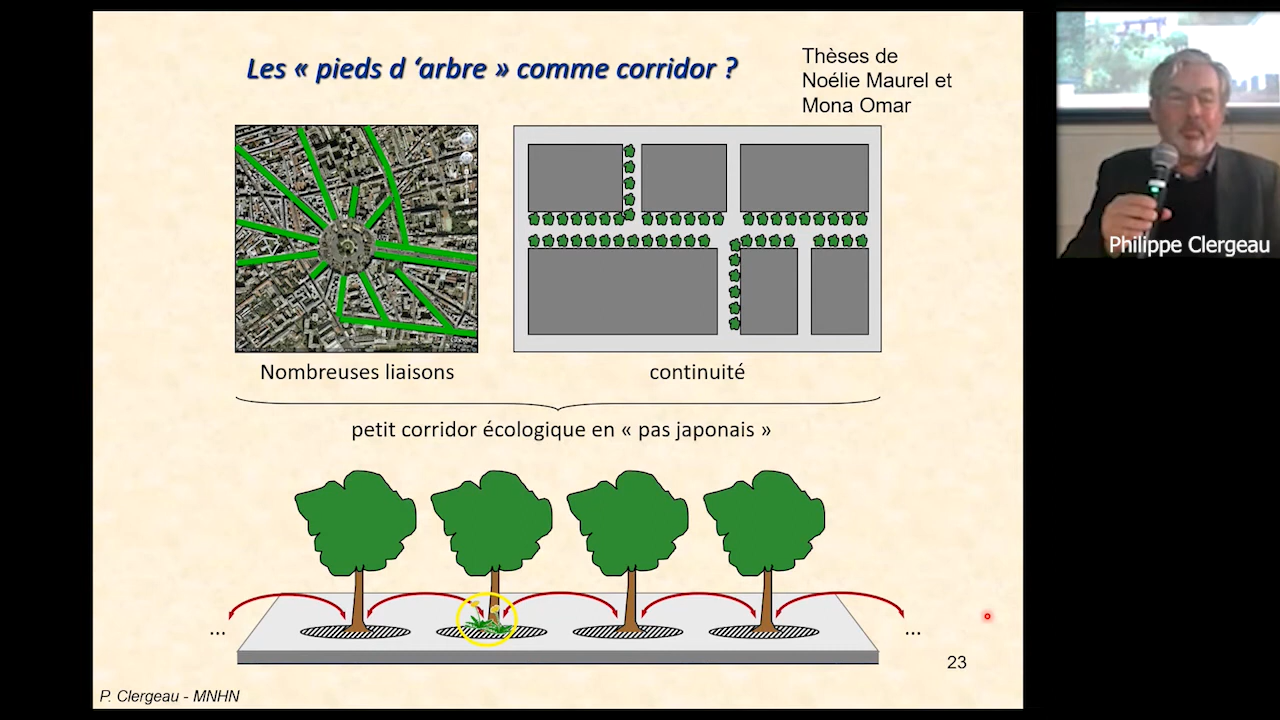 Les « pieds d ‘arbre » comme corridor ?
Thèses de
Noélie Maurel et
Mona Omar
Nombreuses liaisons
continuité
petit corridor écologique en « pas japonais »
...
...
23
P. Clergeau - MNHN
Philippe Clergeau